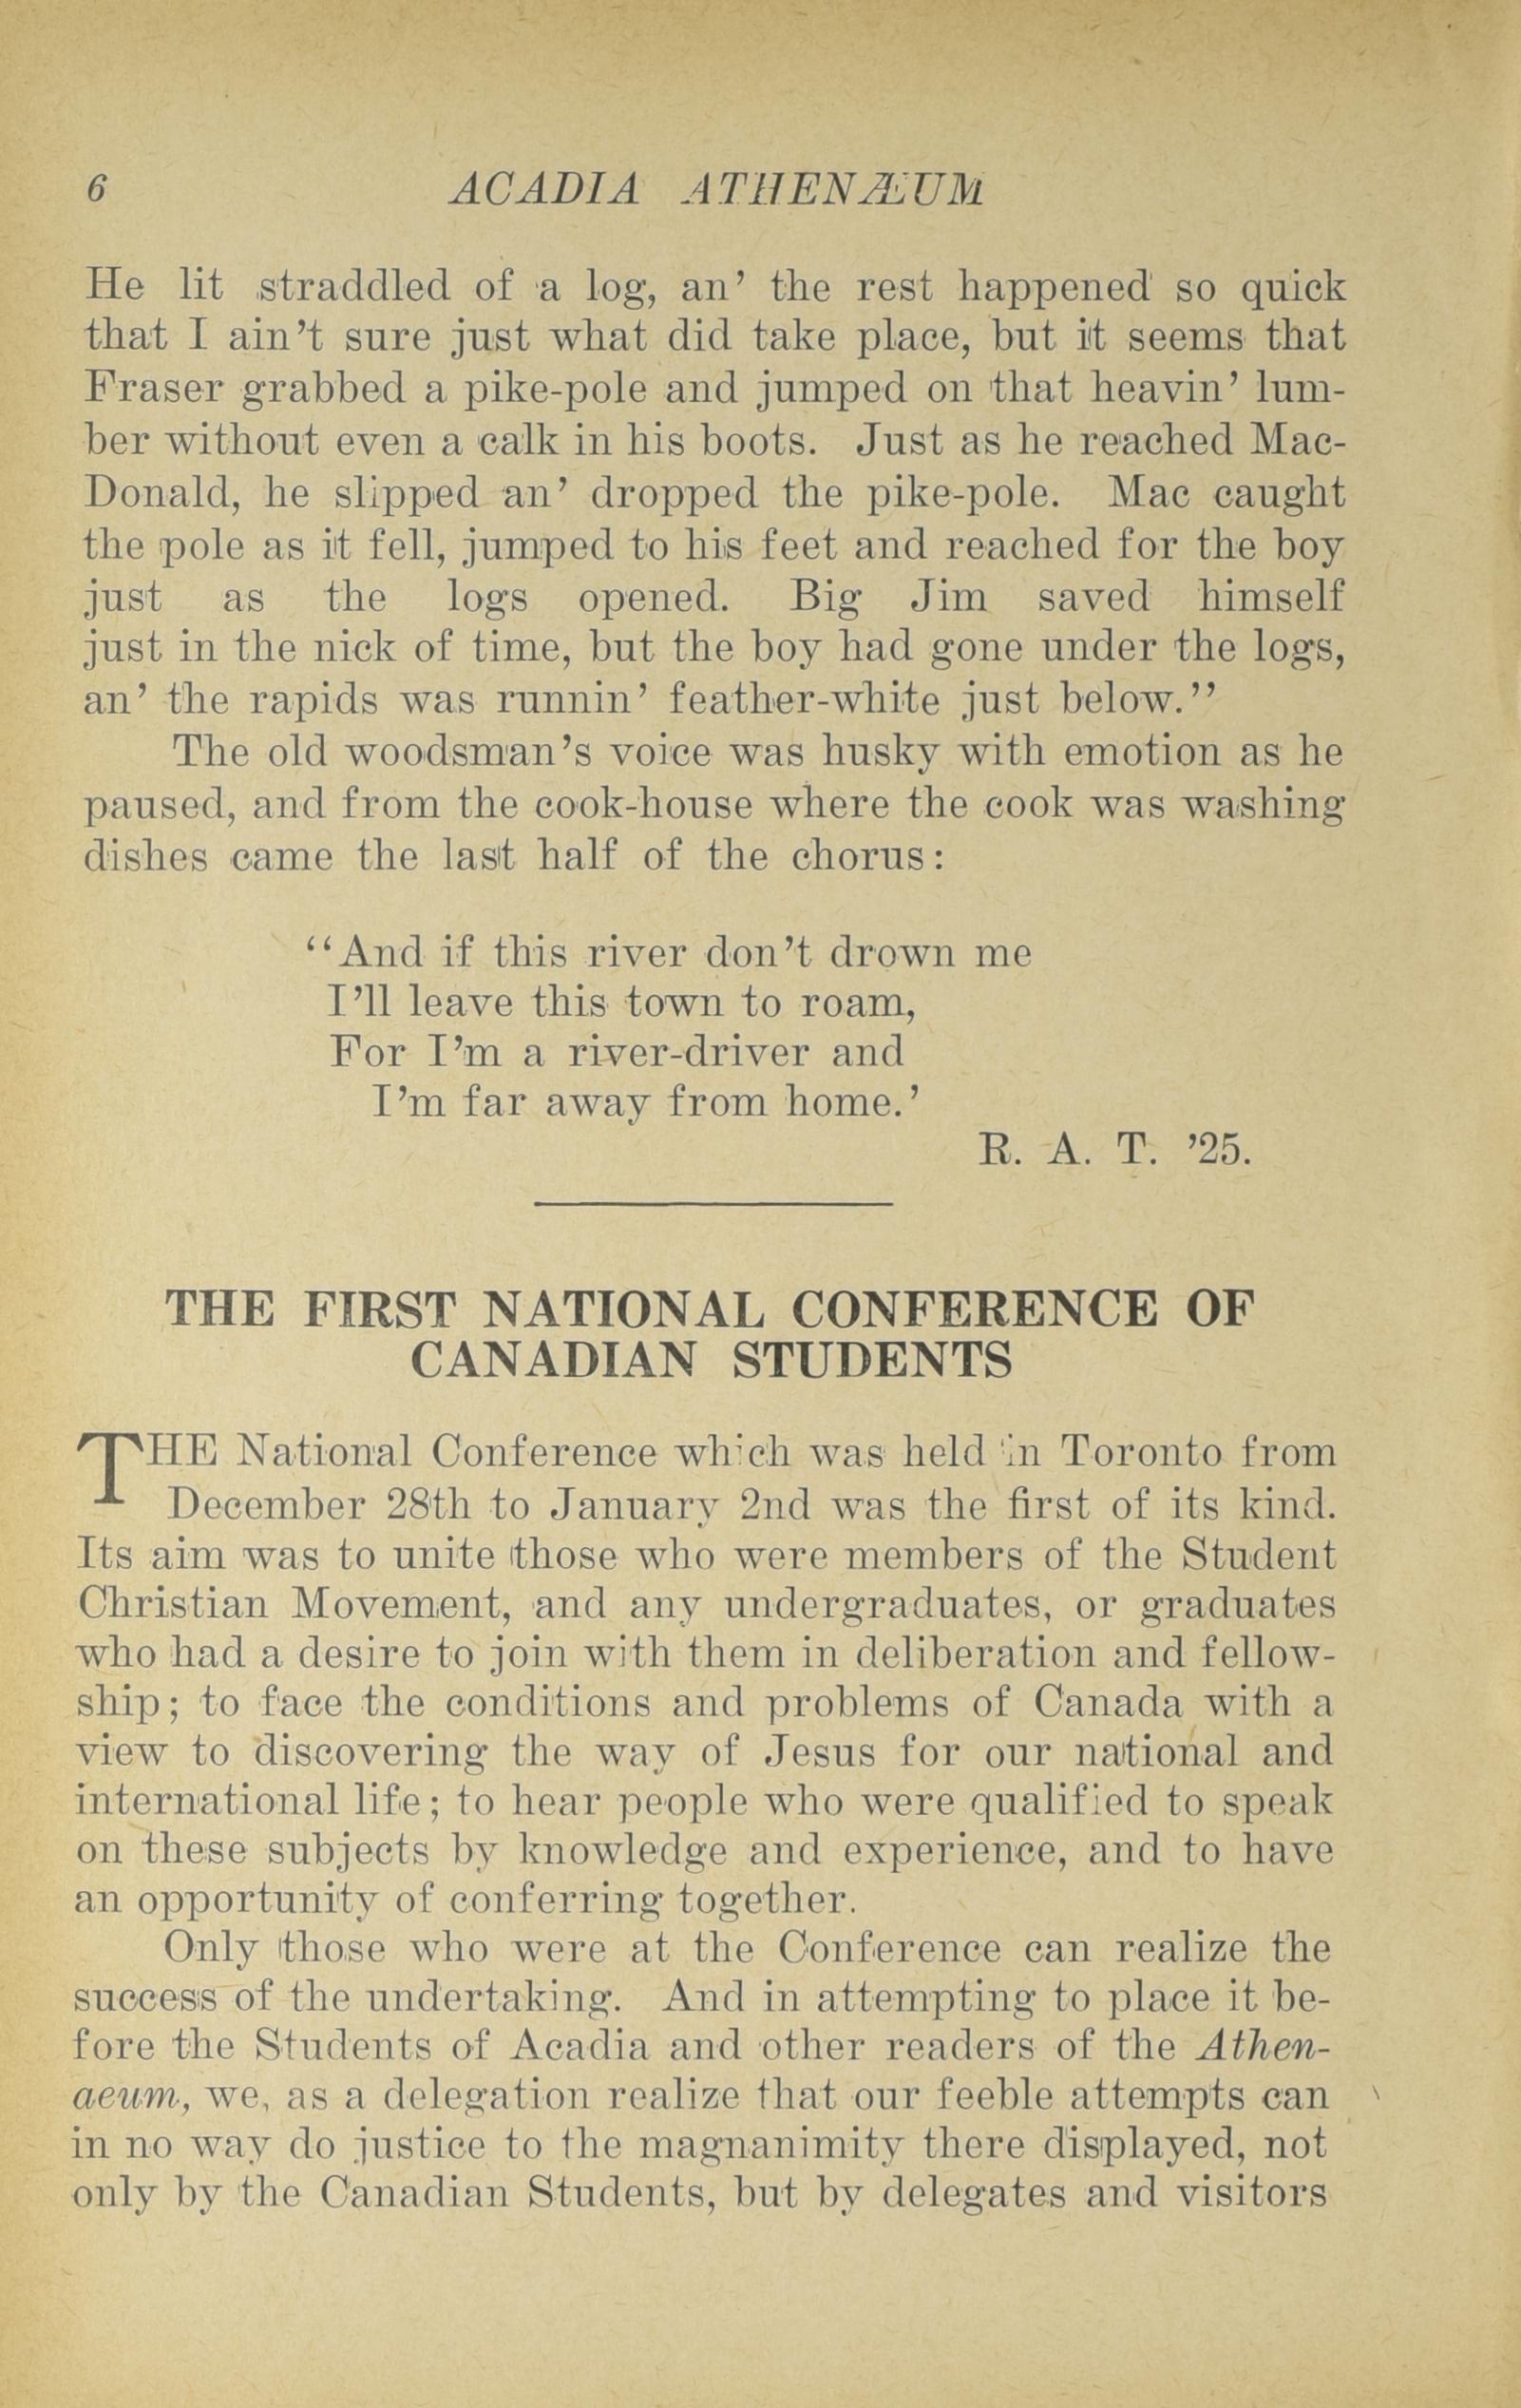 6 ACADIA ATHENÆUM
He lit straddled of a log, an’ the rest happened so quick
that I ain’t sure just what did take place, but it seems that
Fraser grabbed a pike-pole and jumped on that heavin’ lum-
ber without even a calk in his boots. Just as he reached Mac-
Donald, he slipped an’ dropped the pike-pole. Mac caught
the pole as it fell, jumped to his feet and reached for the boy
just as the logs opened. Big Jim saved himself
just in the nick of time, but the boy had gone under the logs,
an’ the rapids was runnin’ feather-white just below.”
The old woodsman’s voice was husky with emotion as he
paused, and from the cook-house where the cook was washing
dishes came the last half of the chorus:
“And if this river don’t drown me
I’ll leave this town to roam,
For I’m a river-driver and
I’m far away from home.’
R. A. T. ’25.
THE FIRST NATIONAL CONFERENCE OF
CANADIAN STUDENTS
THE National Conference which was held in Toronto from
December 28th to January 2nd was the first of its kind.
Its aim was to unite those who were members of the Student
Christian Movement, and any undergraduates, or graduates
who had a desire to join with them in deliberation and fellow-
ship; to face the conditions and problems of Canada with a
view to discovering the way of Jesus for our national and
international life; to hear people who were qualified to speak
on these subjects by knowledge and experience, and to have
an opportunity of conferring together.
Only those who were at the Conference can realize the
success of the undertaking. And in attempting to place it be-
fore the Students of Acadia and other readers of the Athen-
aeum, we, as a delegation realize that our feeble attempts can
in no way do justice to the magnanimity there displayed, not
only by the Canadian Students, but by delegates and visitors